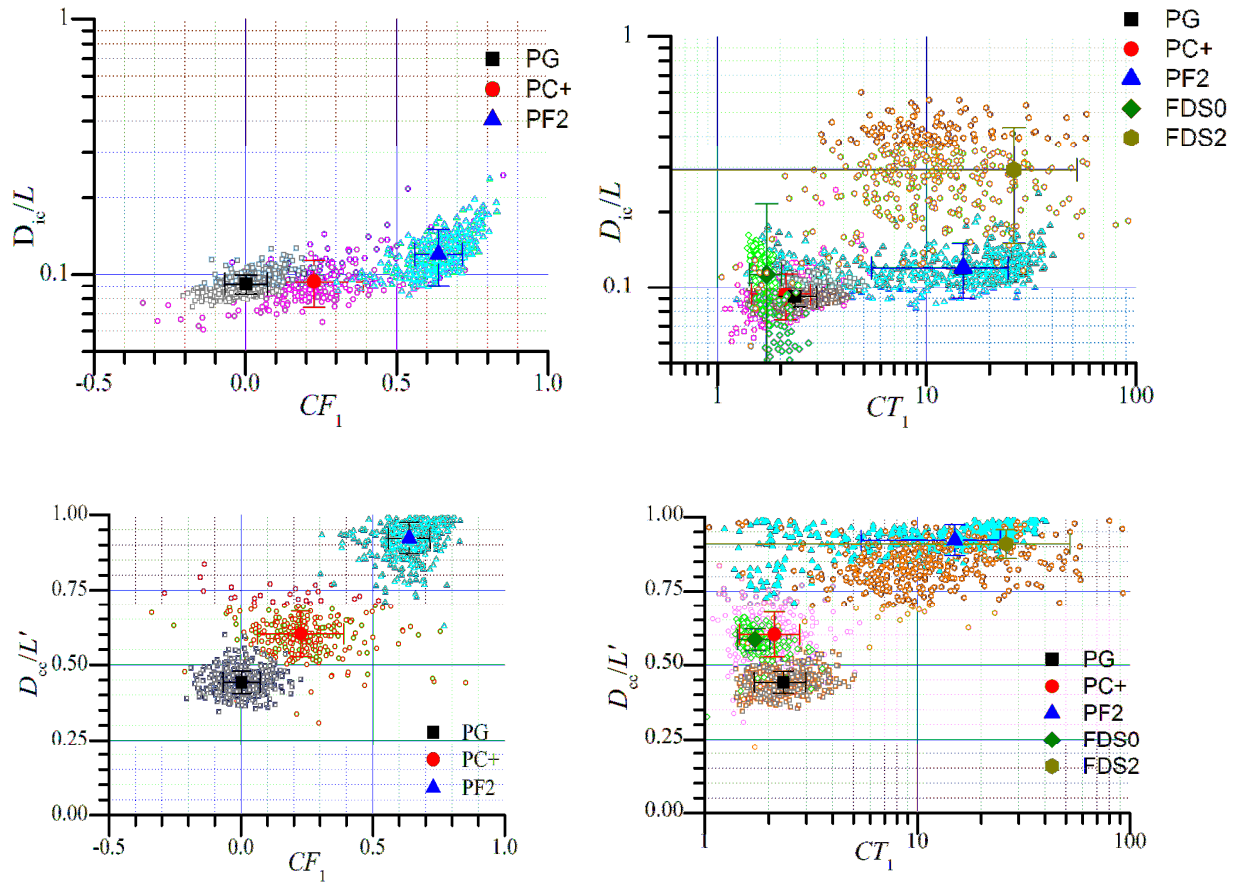 1
PG
PC+
PF2
0.1
D_ic/L
-0.5
0.0
0.5
1.0
CF_1
1
PG
PC+
PF2
FDS0
FDS2
0.1
D_ic/L
1
10
100
CT_1
1.00
0.75
0.50
0.25
0.00
D_cc/L'
PG
PC+
PF2
-0.5
0.0
0.5
1.0
CF_1
1.00
0.75
0.50
0.25
0.00
D_cc/L'
PG
PC+
PF2
FDS0
FDS2
1
10
100
CT_1